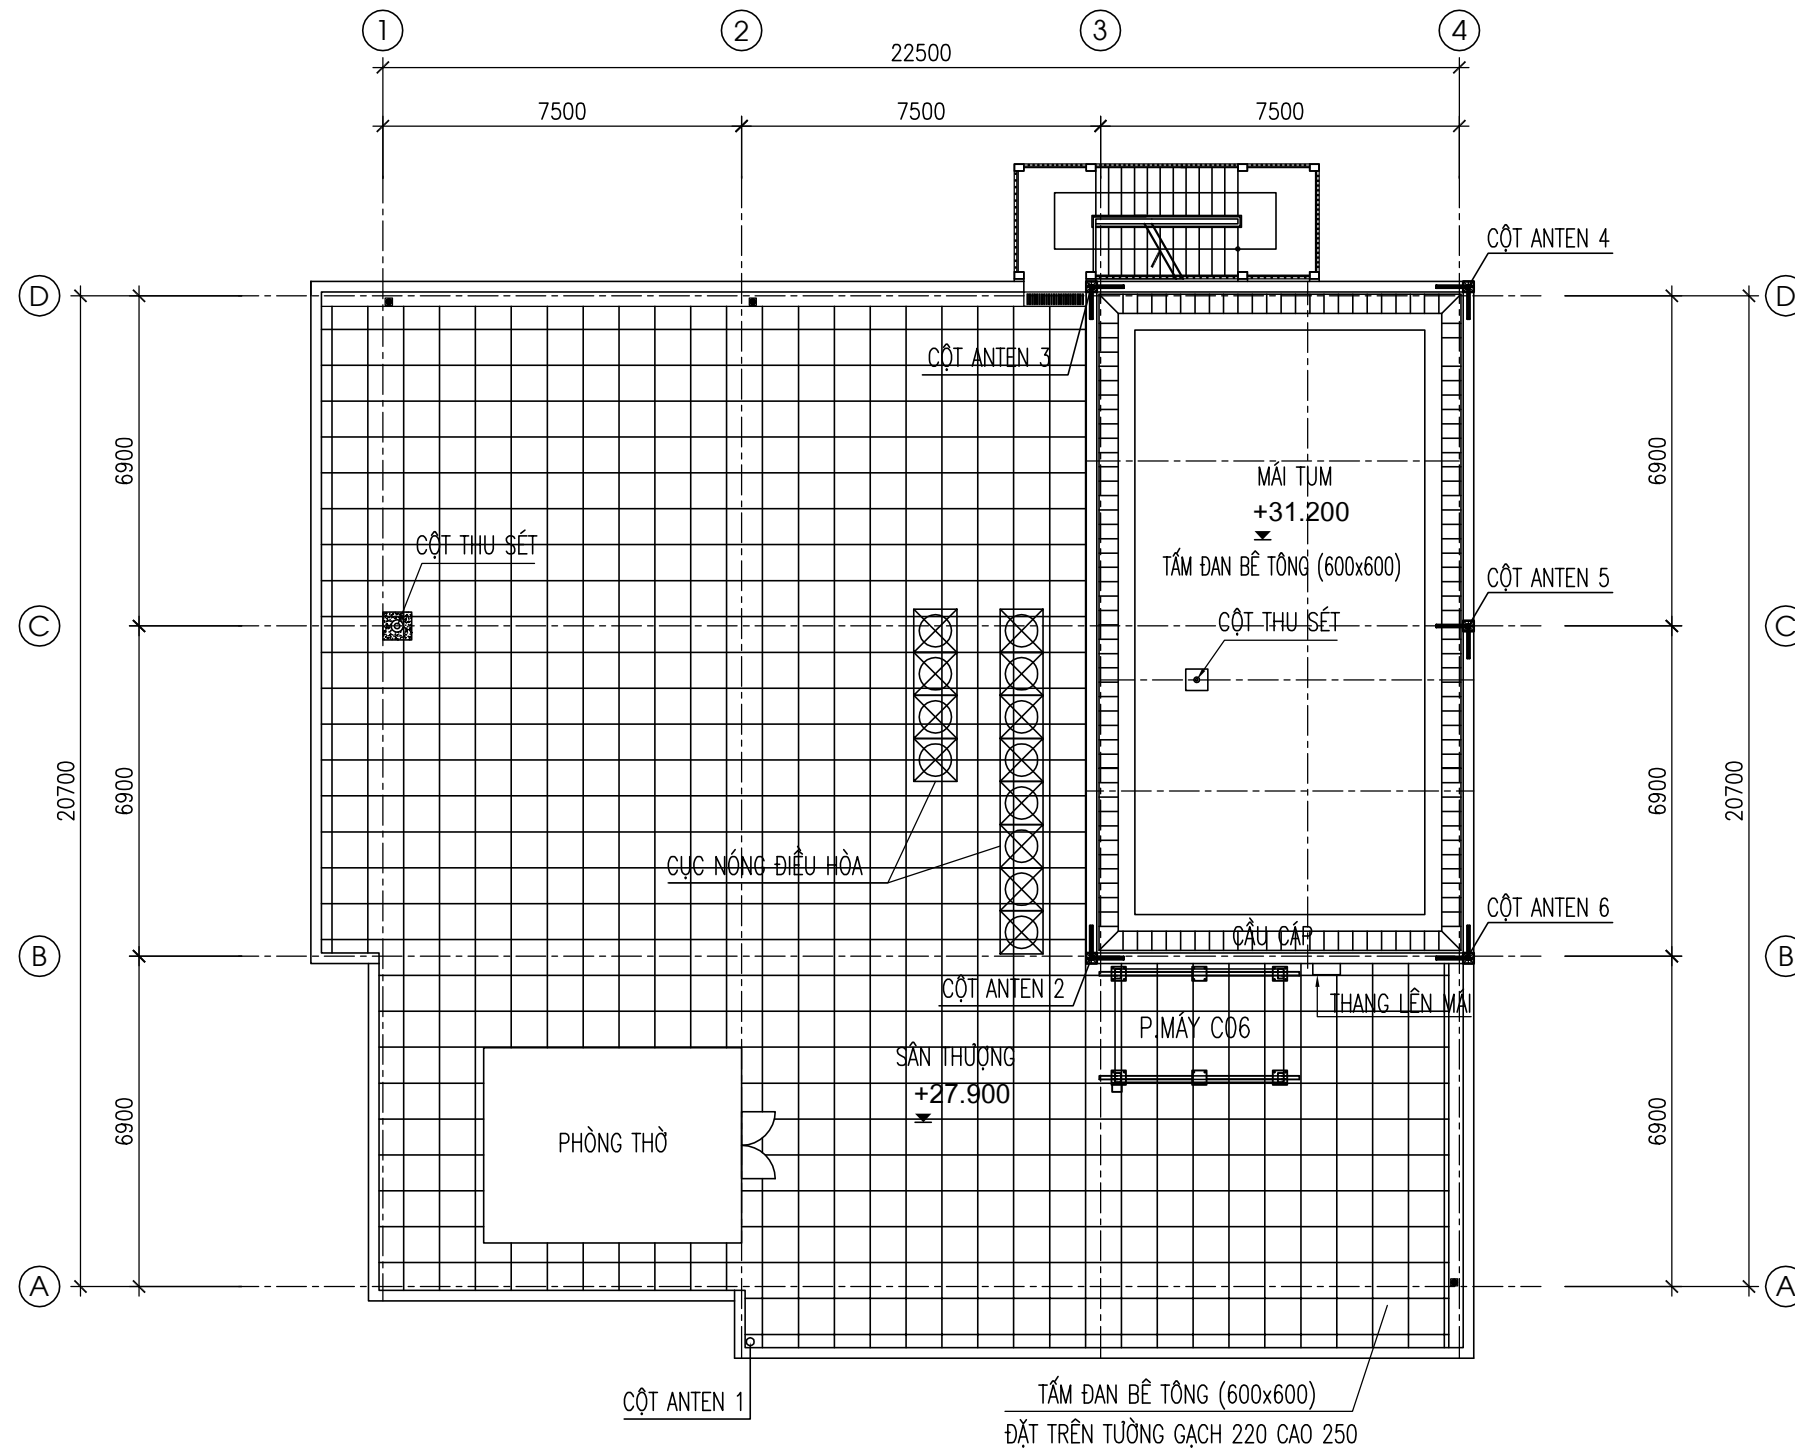 1 2 3 4
22500
7500 7500 7500
CỘT ANTEN 4
D D
CỘT ANTEN 3
6900 6900
MÁI TUM
+31.200
CỘT THU SÉT
TẤM ĐAN BÊ TÔNG (600x600)
CỘT ANTEN 5
C C
CỘT THU SÉT
20700 6900 6900 20700
CỤC NÓNG ĐIỀU HÒA
CỘT ANTEN 6
CẦU CÁP
B B
CỘT ANTEN 2
THANG LÊN MÁI
P.MÁY C06
SÂN THƯỢNG
+27.900
6900 6900
PHÒNG THỜ
A A
CỘT ANTEN 1
TẤM ĐAN BÊ TÔNG (600x600)
ĐẶT TRÊN TƯỜNG GẠCH 220 CAO 250